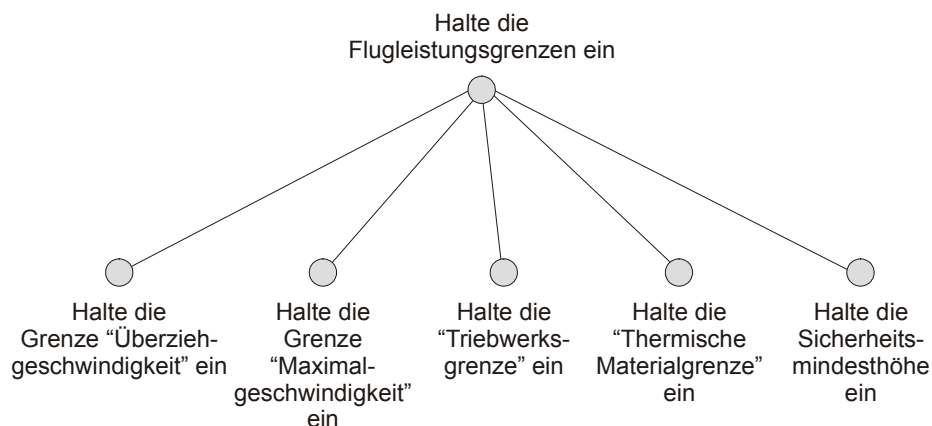 Halte die
Flugleistungsgrenzen ein
Halte die
Grenze “Überzieh-
geschwindigkeit” ein
Halte die
Grenze
“Maximal-
geschwindigkeit”
ein
Halte die
“Triebwerks-
grenze” ein
Halte die
“Thermische
Materialgrenze”
ein
Halte die
Sicherheits-
mindesthöhe
ein